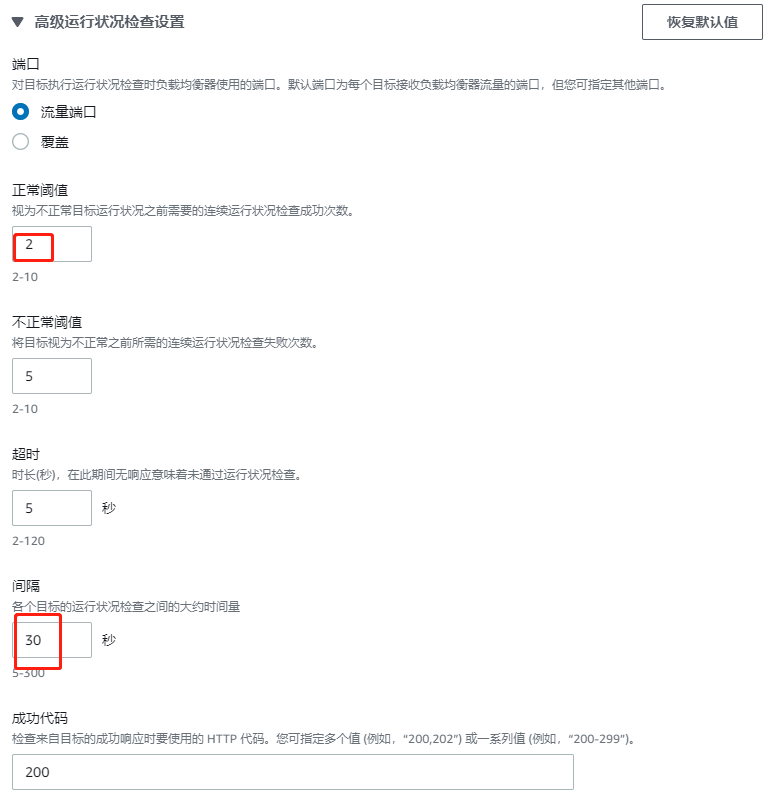 高级运行状况检查设置
恢复默认值
端口
对目标执行运行状况检查时负载均衡器使用的端口。默认端口为每个目标接收负载均衡器流量的端口，但您可指定其他端口。
流量端口
覆盖
正常阈值
视为不正常目标运行状况之前需要的连续运行状况检查成功次数。
2
2-10
不正常阈值
将目标视为不正常之前所需的连续运行状况检查失败次数。
5
2-10
超时
时长(秒)，在此期间无响应意味着未通过运行状况检查。
5 秒
2-120
间隔
各个目标的运行状况检查之间的大约时间量
30 秒
5-300
成功代码
检查来自目标的成功响应时要使用的 HTTP 代码。您可指定多个值 (例如，“200,202”) 或一系列值 (例如，“200-299”)。
200